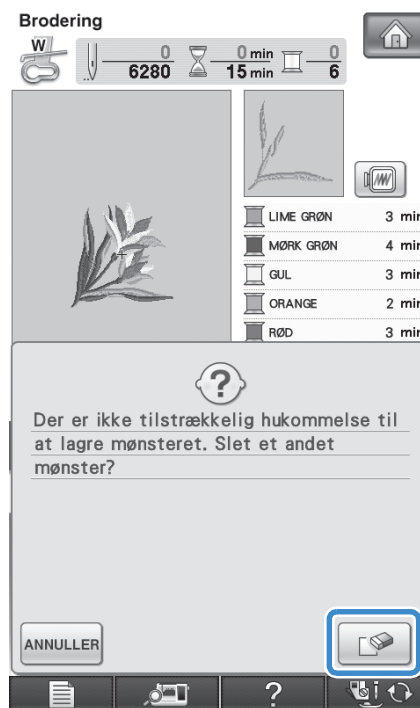 Brodering
W
0 0 min 0
6280 15 min 6
LIME GRØN 3 min
MØRK GRØN 4 min
GUL 3 min
ORANGE 2 min
RØD 3 min
?
Der er ikke tilstrækkelig hukommelse til
at lagre mønsteret. Slet et andet
mønster?
ANNULLER
?